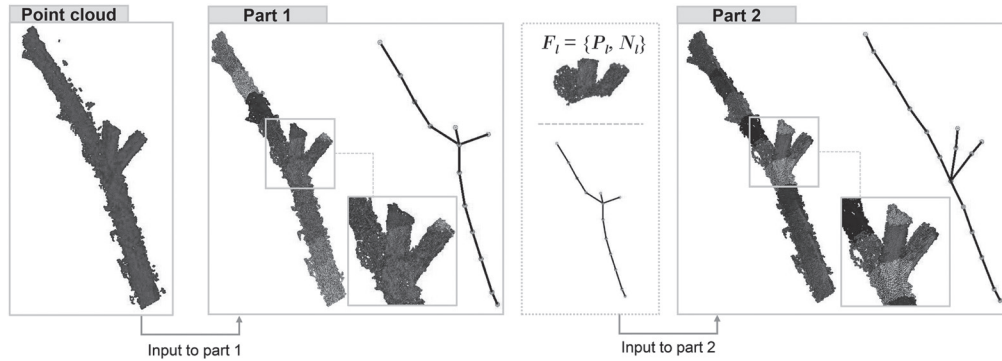 Point cloud
Part 1
Part 2
F_l = {P_l, N_l}
Input to part 1
Input to part 2